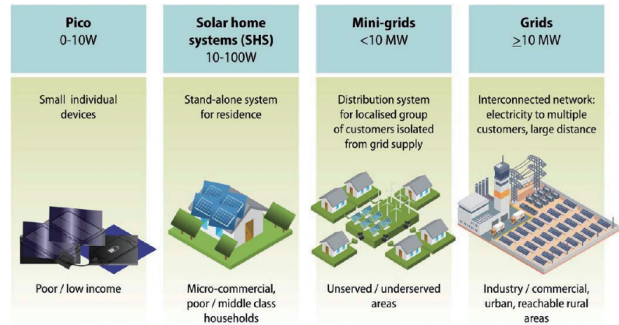 Pico
0-10W
Small individual
devices
Poor / low income
Solar home
systems (SHS)
10-100W
Stand-alone system
for residence
Micro-commercial,
poor / middle class
households
Mini-grids
<10 MW
Distribution system
for localised group
of customers isolated
from grid supply
Unserved / underserved
areas
Grids
≥10 MW
Interconnected network:
electricity to multiple
customers, large distance
Industry / commercial,
urban, reachable rural
areas